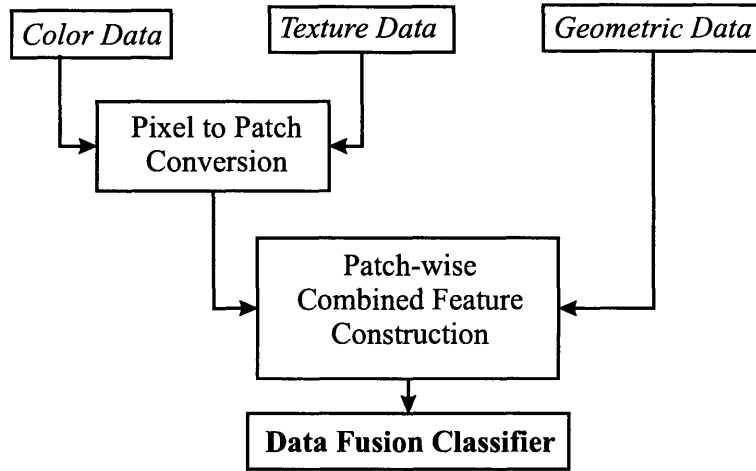 Color Data
Texture Data
Geometric Data
Pixel to Patch
Conversion
Patch-wise
Combined Feature
Construction
Data Fusion Classifier